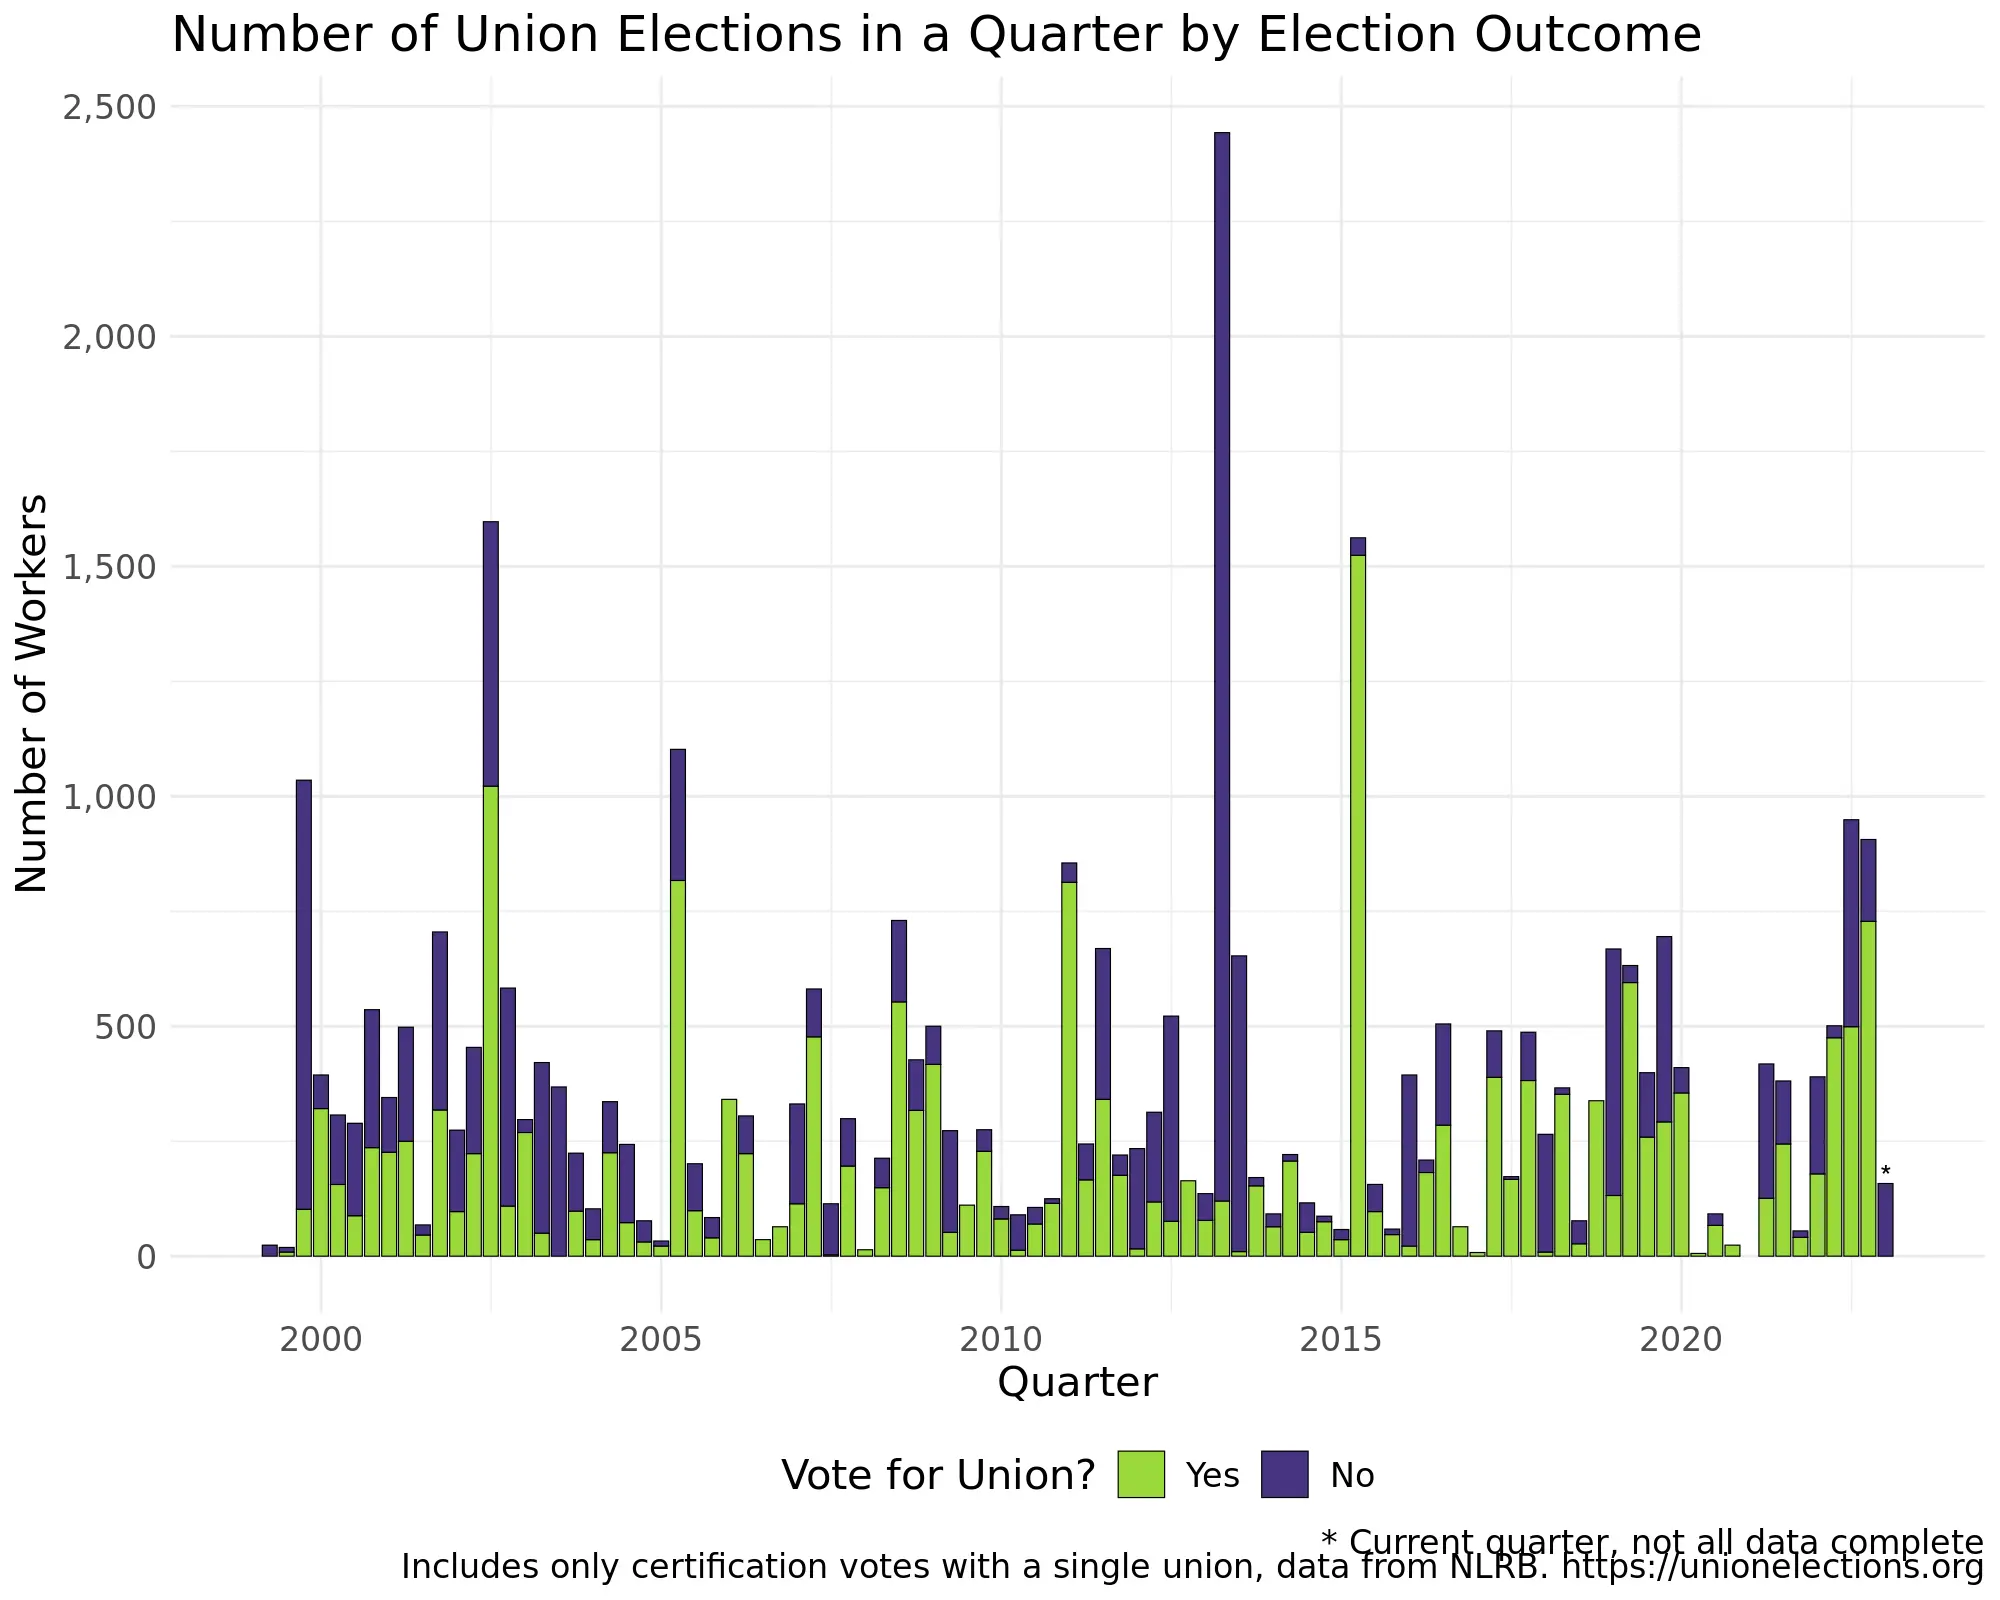 Number of Union Elections in a Quarter by Election Outcome
2,500
2,000
1,500
1,000
500
0
Number of Workers
*
2000 2005 2010 2015 2020
Quarter
Vote for Union? Yes No
* Current quarter, not all data complete
Includes only certification votes with a single union, data from NLRB. https://unionelections.org